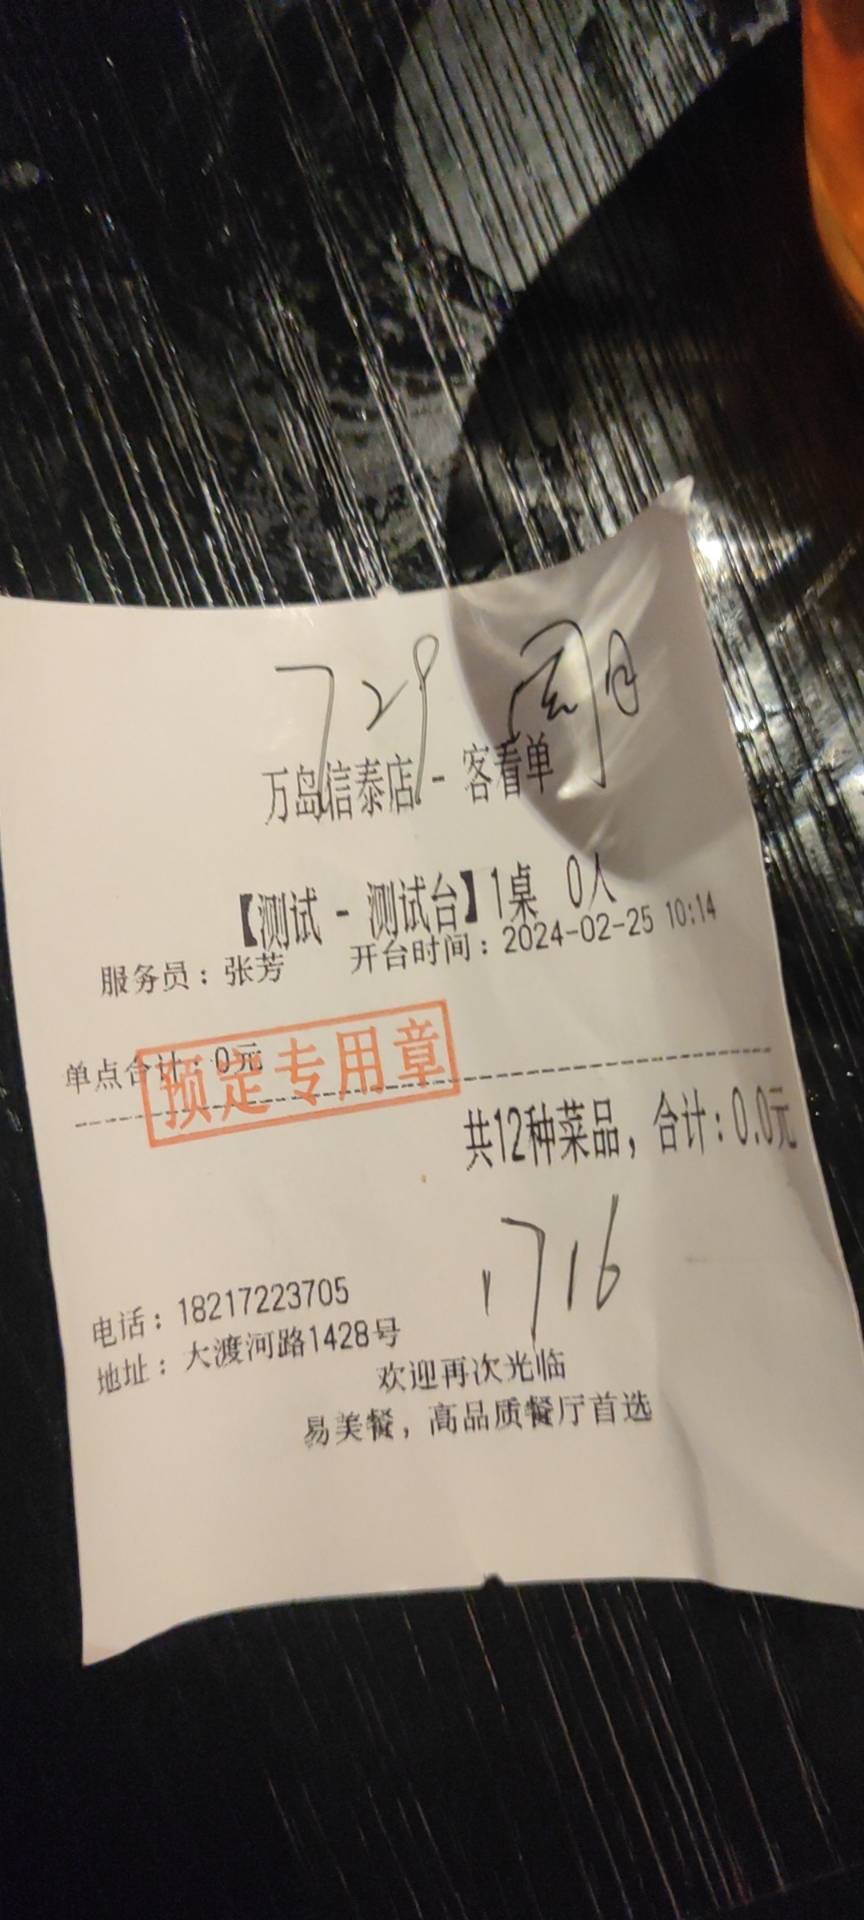 729 周
万岛信泰店 - 客看单
【测试 - 测试台】1桌 0人
服务员：张芳 开台时间：2024-02-25 10:14
单点合计：0元
预定专用章
共12种菜品，合计：0.0元
1716
电话：18217223705
地址：大渡河路1428号
欢迎再次光临
易美餐，高品质餐厅首选